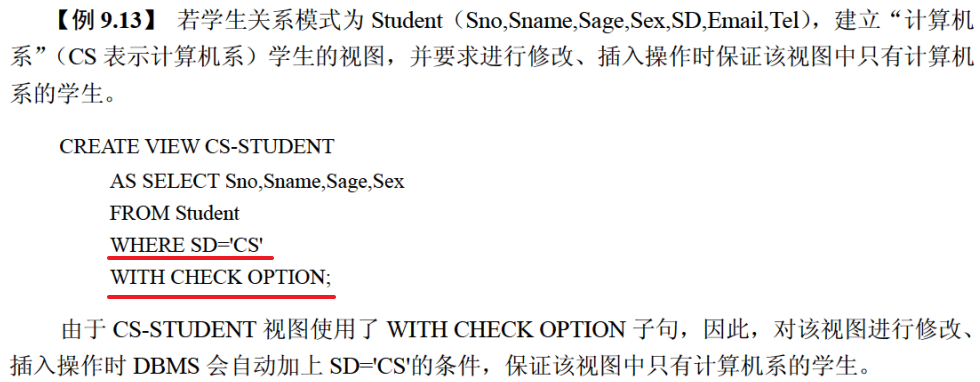 【例 9.13】 若学生关系模式为 Student（Sno,Sname,Sage,Sex,SD,Email,Tel），建立“计算机
系”（CS 表示计算机系）学生的视图，并要求进行修改、插入操作时保证该视图中只有计算机
系的学生。
CREATE VIEW CS-STUDENT
AS SELECT Sno,Sname,Sage,Sex
FROM Student
WHERE SD='CS'
WITH CHECK OPTION;
由于 CS-STUDENT 视图使用了 WITH CHECK OPTION 子句，因此，对该视图进行修改、
插入操作时 DBMS 会自动加上 SD='CS'的条件，保证该视图中只有计算机系的学生。